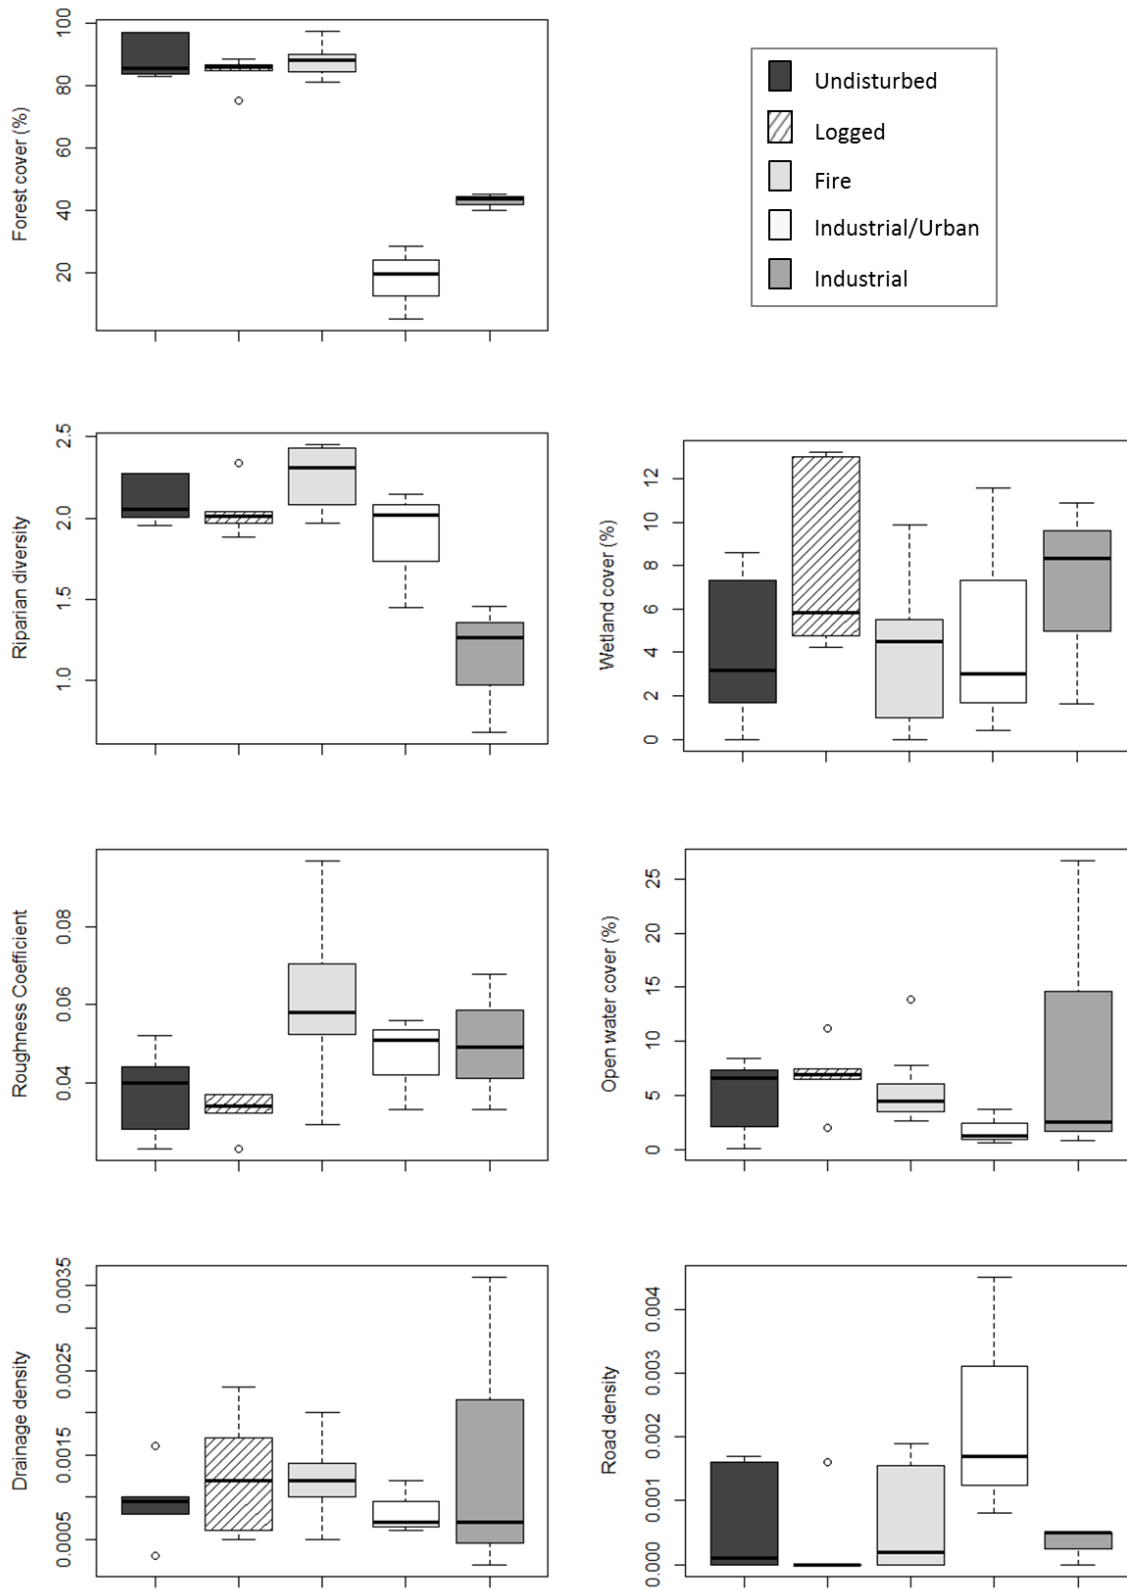 Forest cover (%)
100
80
60
40
20
Undisturbed
Logged
Fire
Industrial/Urban
Industrial
Riparian diversity
2.5
2.0
1.5
1.0
Wetland cover (%)
12
10
8
6
4
2
0
Roughness Coefficient
0.08
0.06
0.04
Open water cover (%)
25
20
15
10
5
0
Drainage density
0.0035
0.0025
0.0015
0.0005
Road density
0.004
0.003
0.002
0.001
0.000